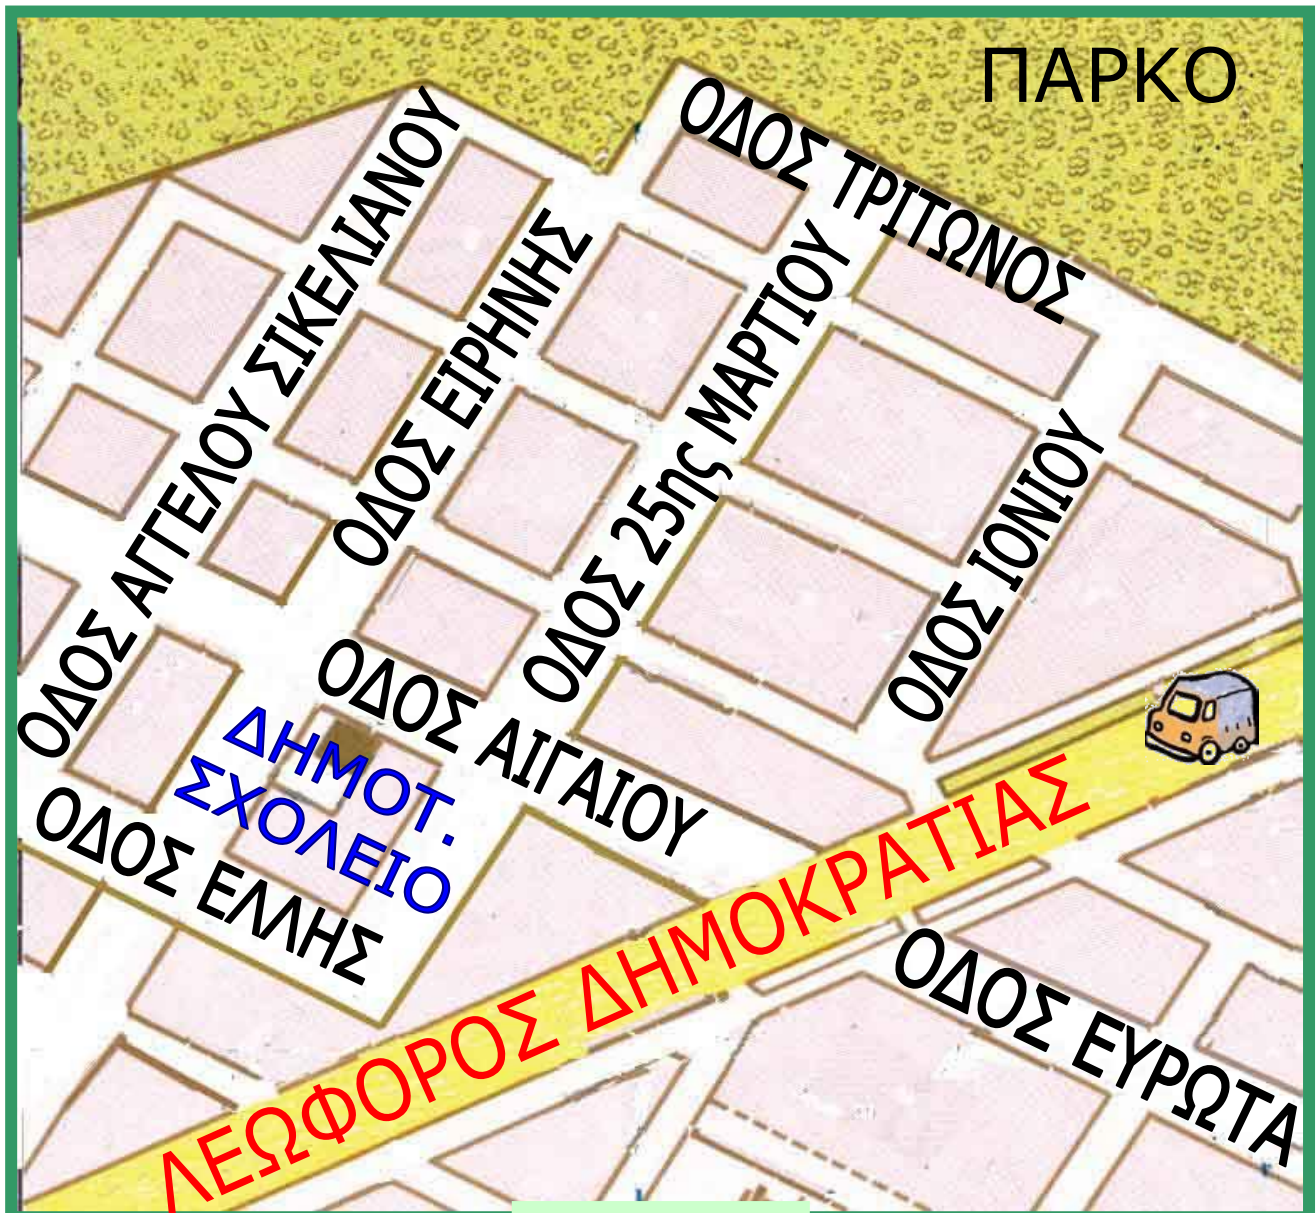 ΠΑΡΚΟ
ΟΔΟΣ ΤΡΙΤΩΝΟΣ
ΟΔΟΣ ΑΓΓΕΛΟΥ ΣΙΚΕΛΙΑΝΟΥ
ΟΔΟΣ ΕΙΡΗΝΗΣ
ΟΔΟΣ 25ης ΜΑΡΤΙΟΥ
ΟΔΟΣ ΙΟΝΙΟΥ
ΟΔΟΣ ΑΙΓΑΙΟΥ
ΔΗΜΟΤ.
ΣΧΟΛΕΙΟ
ΟΔΟΣ ΕΛΛΗΣ
ΛΕΩΦΟΡΟΣ ΔΗΜΟΚΡΑΤΙΑΣ
ΟΔΟΣ ΕΥΡΩΤΑ